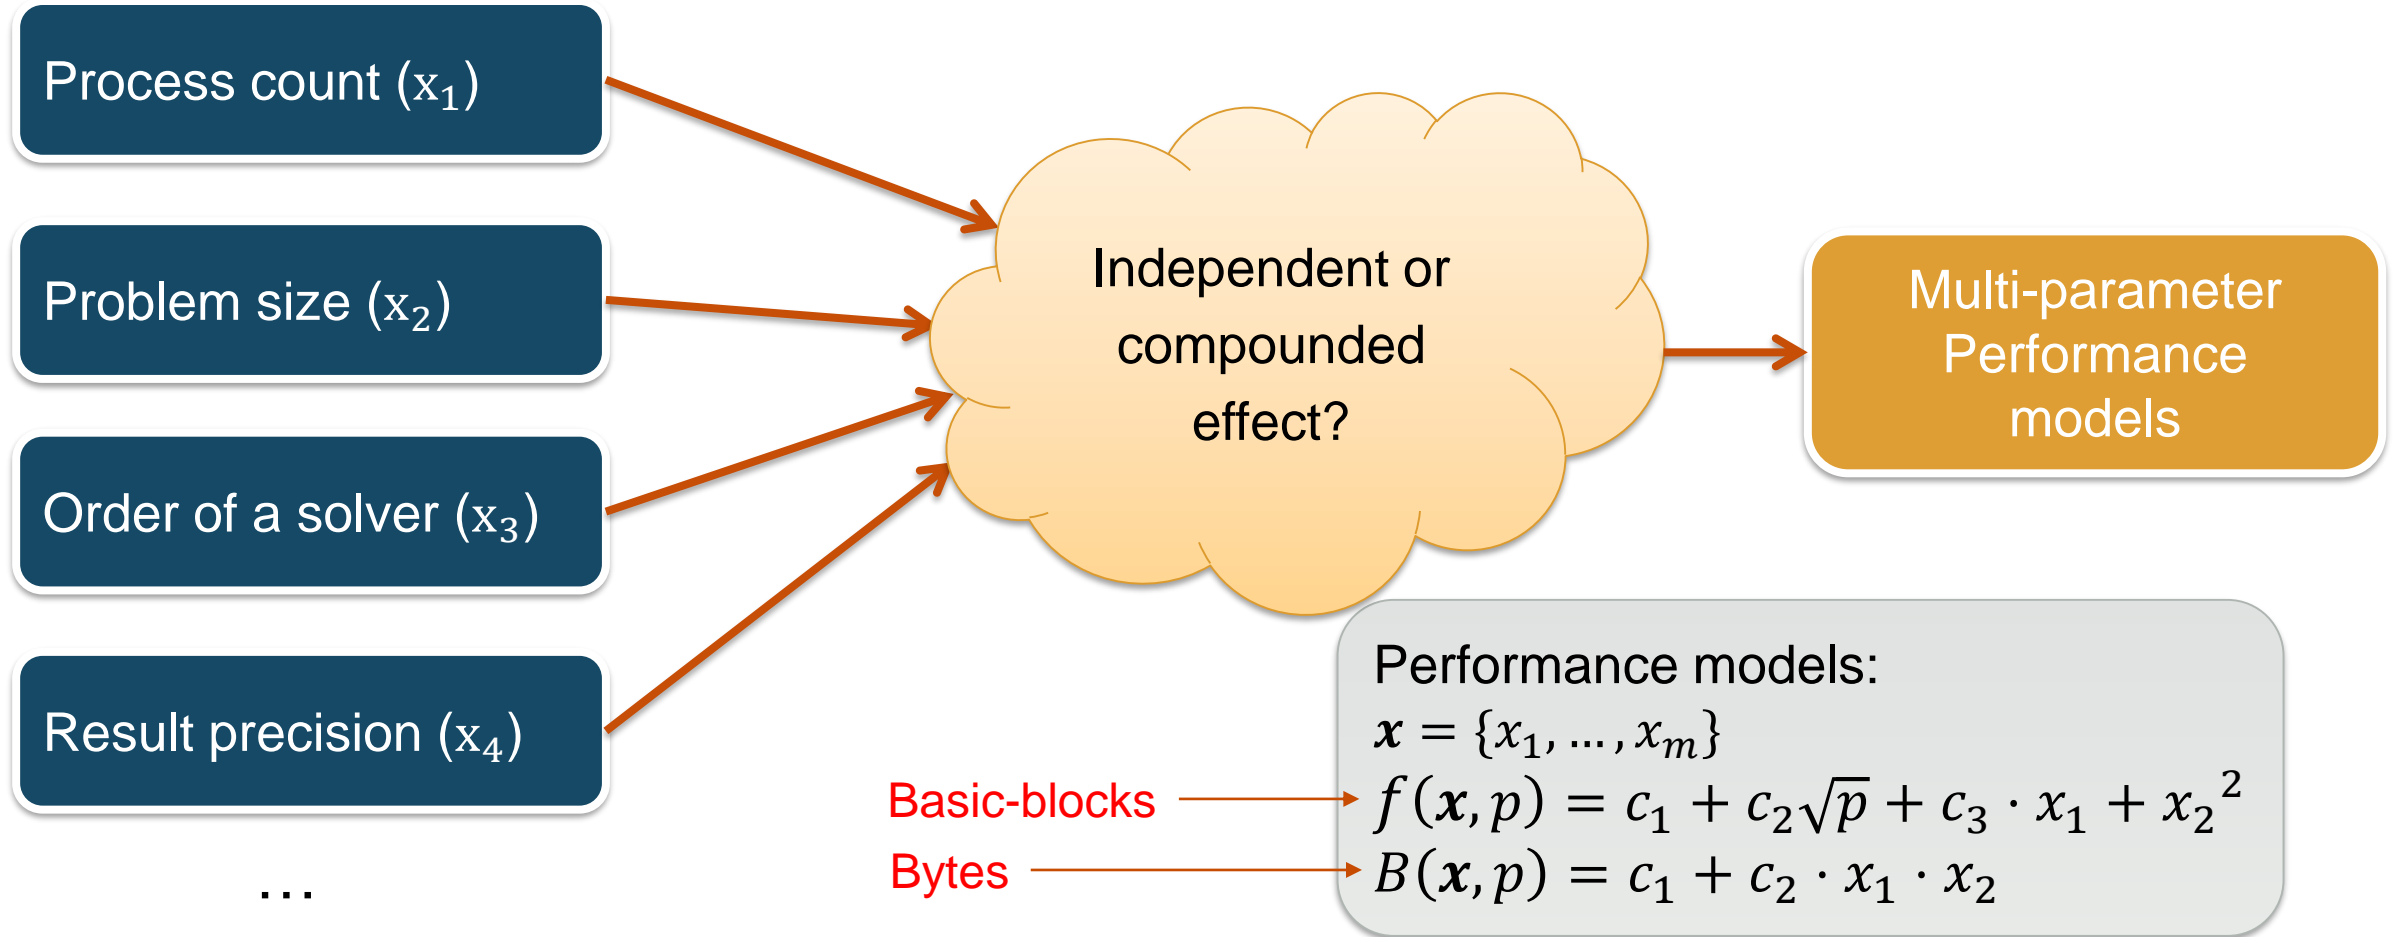 Process count (x₁)
Problem size (x₂)
Order of a solver (x₃)
Result precision (x₄)
...
Independent or
compounded
effect?
Multi-parameter
Performance
models
Performance models:
𝒙 = {x₁, … , xₘ}
Basic-blocks
f(𝒙, p) = c₁ + c₂√p + c₃ · x₁ + x₂²
Bytes
B(𝒙, p) = c₁ + c₂ · x₁ · x₂